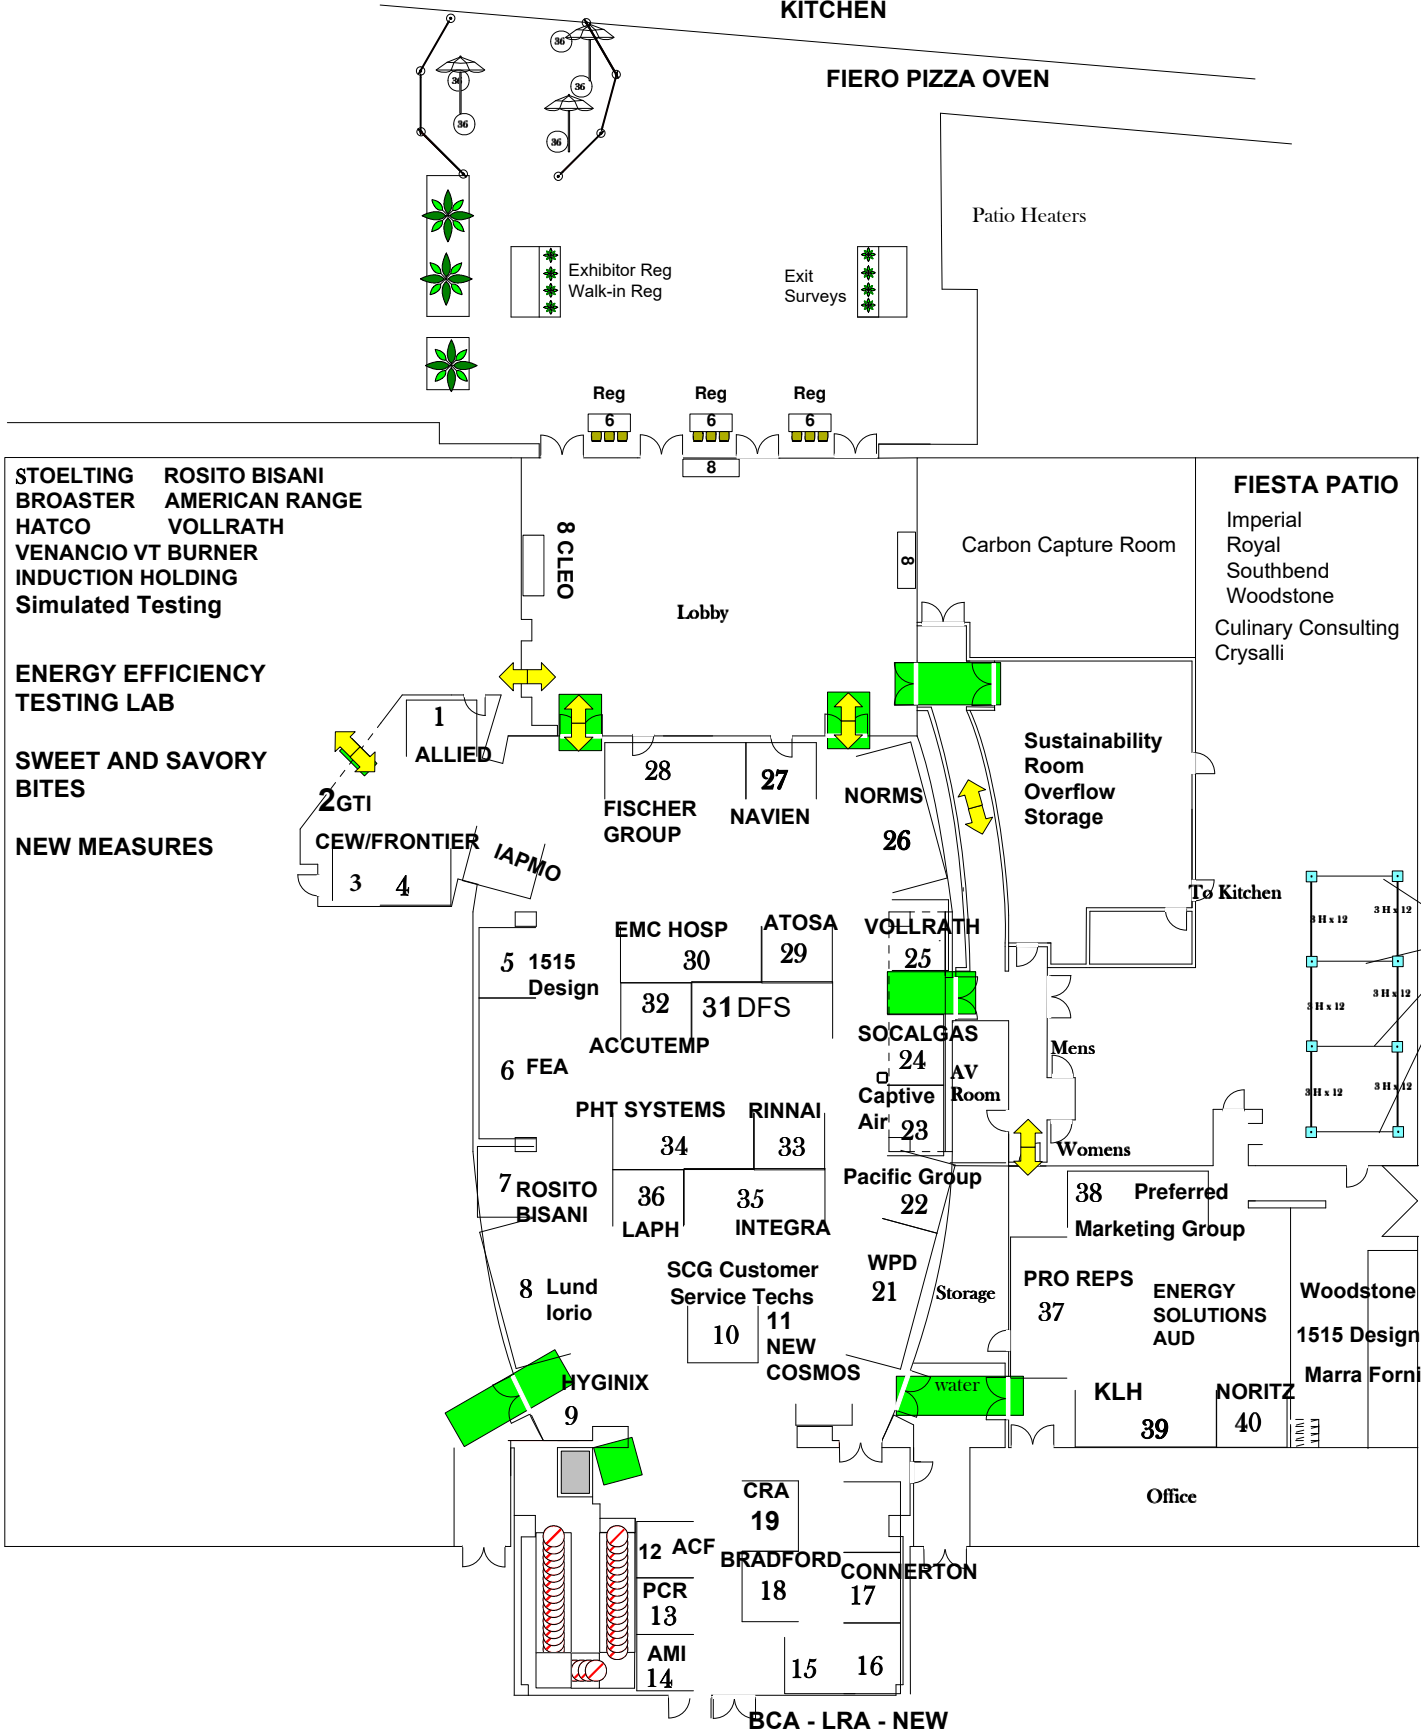 KITCHEN
FIERO PIZZA OVEN
36
36
36
36
36
36
Patio Heaters
Exhibitor Reg
Walk-in Reg
Exit
Surveys
Reg
Reg
Reg
6
6
6
8
STOELTING ROSITO BISANI
BROASTER AMERICAN RANGE
HATCO VOLLRATH
VENANCIO VT BURNER
INDUCTION HOLDING
Simulated Testing
ENERGY EFFICIENCY
TESTING LAB
SWEET AND SAVORY
BITES
NEW MEASURES
8 CLEO
Lobby
8
Carbon Capture Room
FIESTA PATIO
Imperial
Royal
Southbend
Woodstone
Culinary Consulting
Crysalli
1
ALLIED
2GTI
CEW/FRONTIER
3
4
IAPMO
28
FISCHER
GROUP
27
NAVIEN
NORMS
26
Sustainability
Room
Overflow
Storage
To Kitchen
3 H x 12
3 H x 12
3 H x 12
3 H x 12
3 H x 12
3 H x 12
5 1515
Design
EMC HOSP
30
ATOSA
29
VOLLRATH
25
32
31 DFS
ACCUTEMP
SOCALGAS
24
6 FEA
Mens
AV
Room
Captive
Air 23
PHT SYSTEMS
34
RINNAI
33
Womens
7 ROSITO
BISANI
36
LAPH
35
INTEGRA
Pacific Group
22
38 Preferred
Marketing Group
8 Lund
Iorio
SCG Customer
Service Techs
10
11
NEW
COSMOS
WPD
21
Storage
PRO REPS
37
ENERGY
SOLUTIONS
AUD
Woodstone
1515 Design
Marra Forni
HYGINIX
9
water
KLH
39
NORITZ
40
Office
CRA
19
12 ACF
BRADFORD
18
CONNERTON
17
PCR
13
AMI
14
15
16
BCA - LRA - NEW